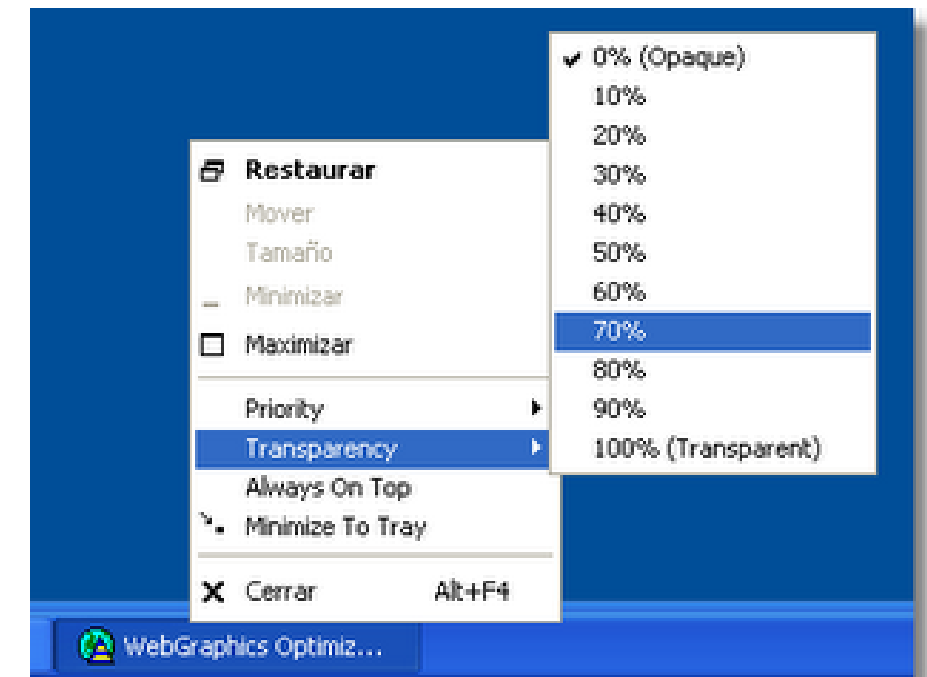 0% (Opaque)
10%
20%
30%
40%
50%
60%
70%
80%
90%
100% (Transparent)
Restaurar
Mover
Tamaño
Minimizar
Maximizar
Priority
Transparency
Always On Top
Minimize To Tray
Cerrar Alt+F4
WebGraphics Optimiz...